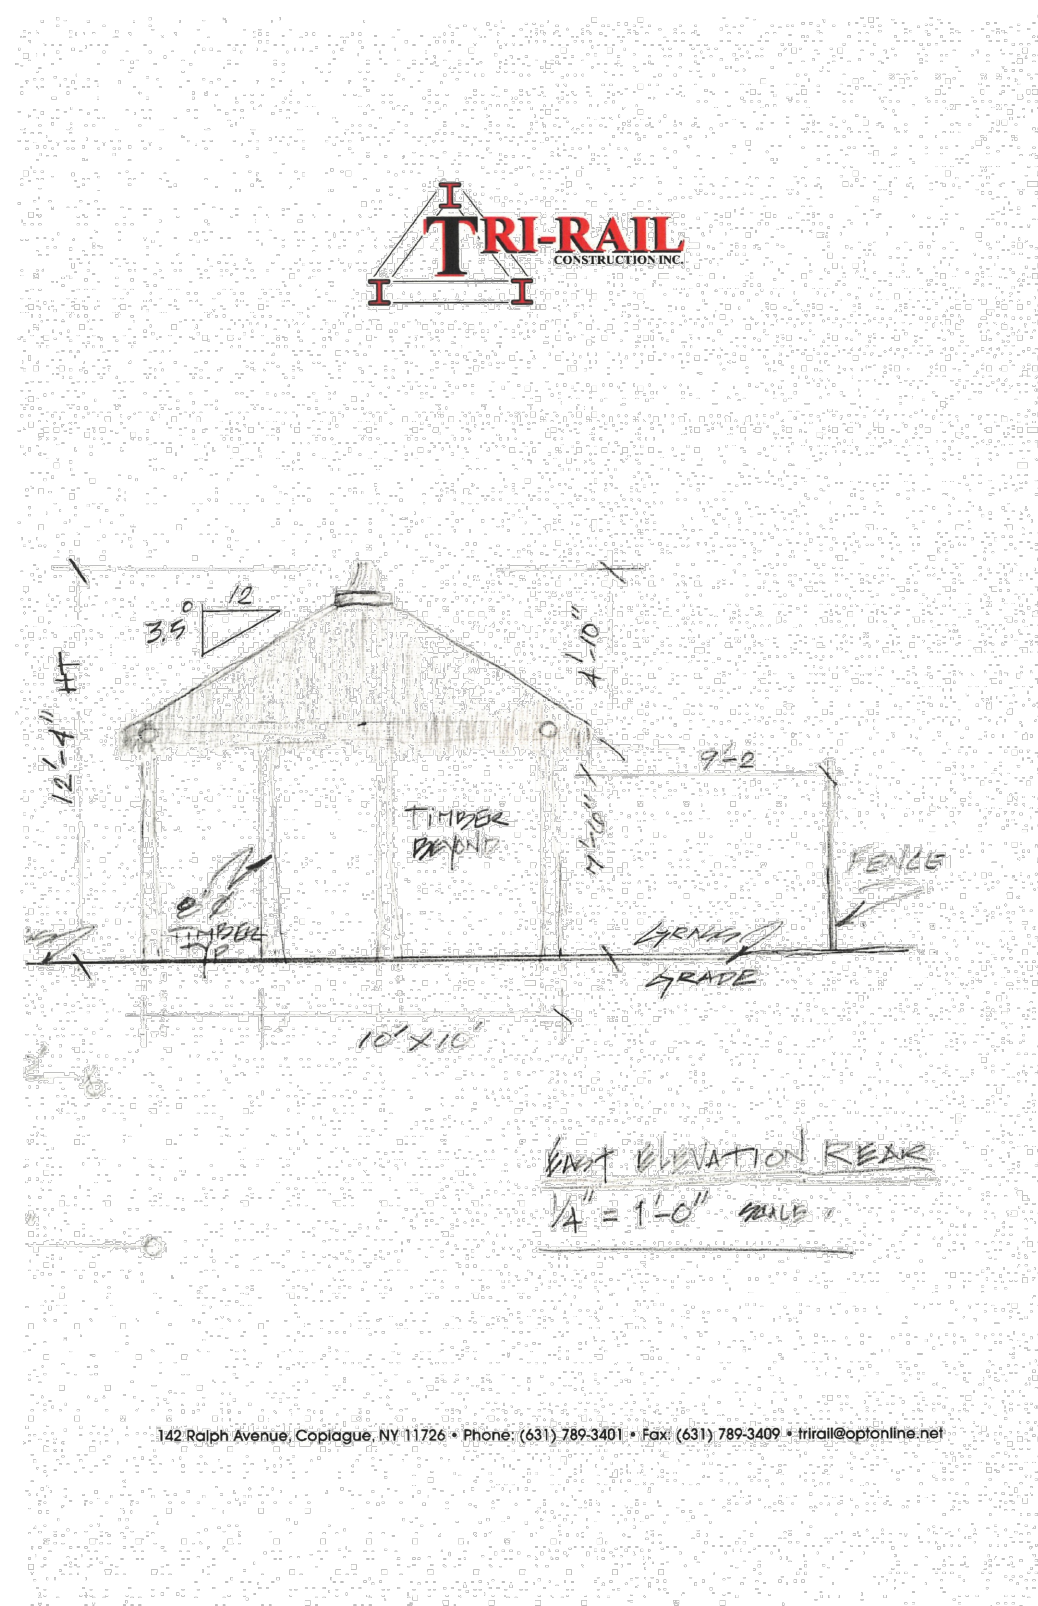 TRI-RAIL
CONSTRUCTION INC.
12
3.5°
4'-10"
12'-4" HT
9'-2
7'-6"
TIMBER
BEYOND
FENCE
8"φ
TIMBER
TYP
GRASS
GRADE
10' X 10'
EAST ELEVATION REAR
1/4" = 1'-0" SCALE
142 Ralph Avenue, Copiague, NY 11726 • Phone: (631) 789-3401 • Fax: (631) 789-3409 • trirail@optonline.net